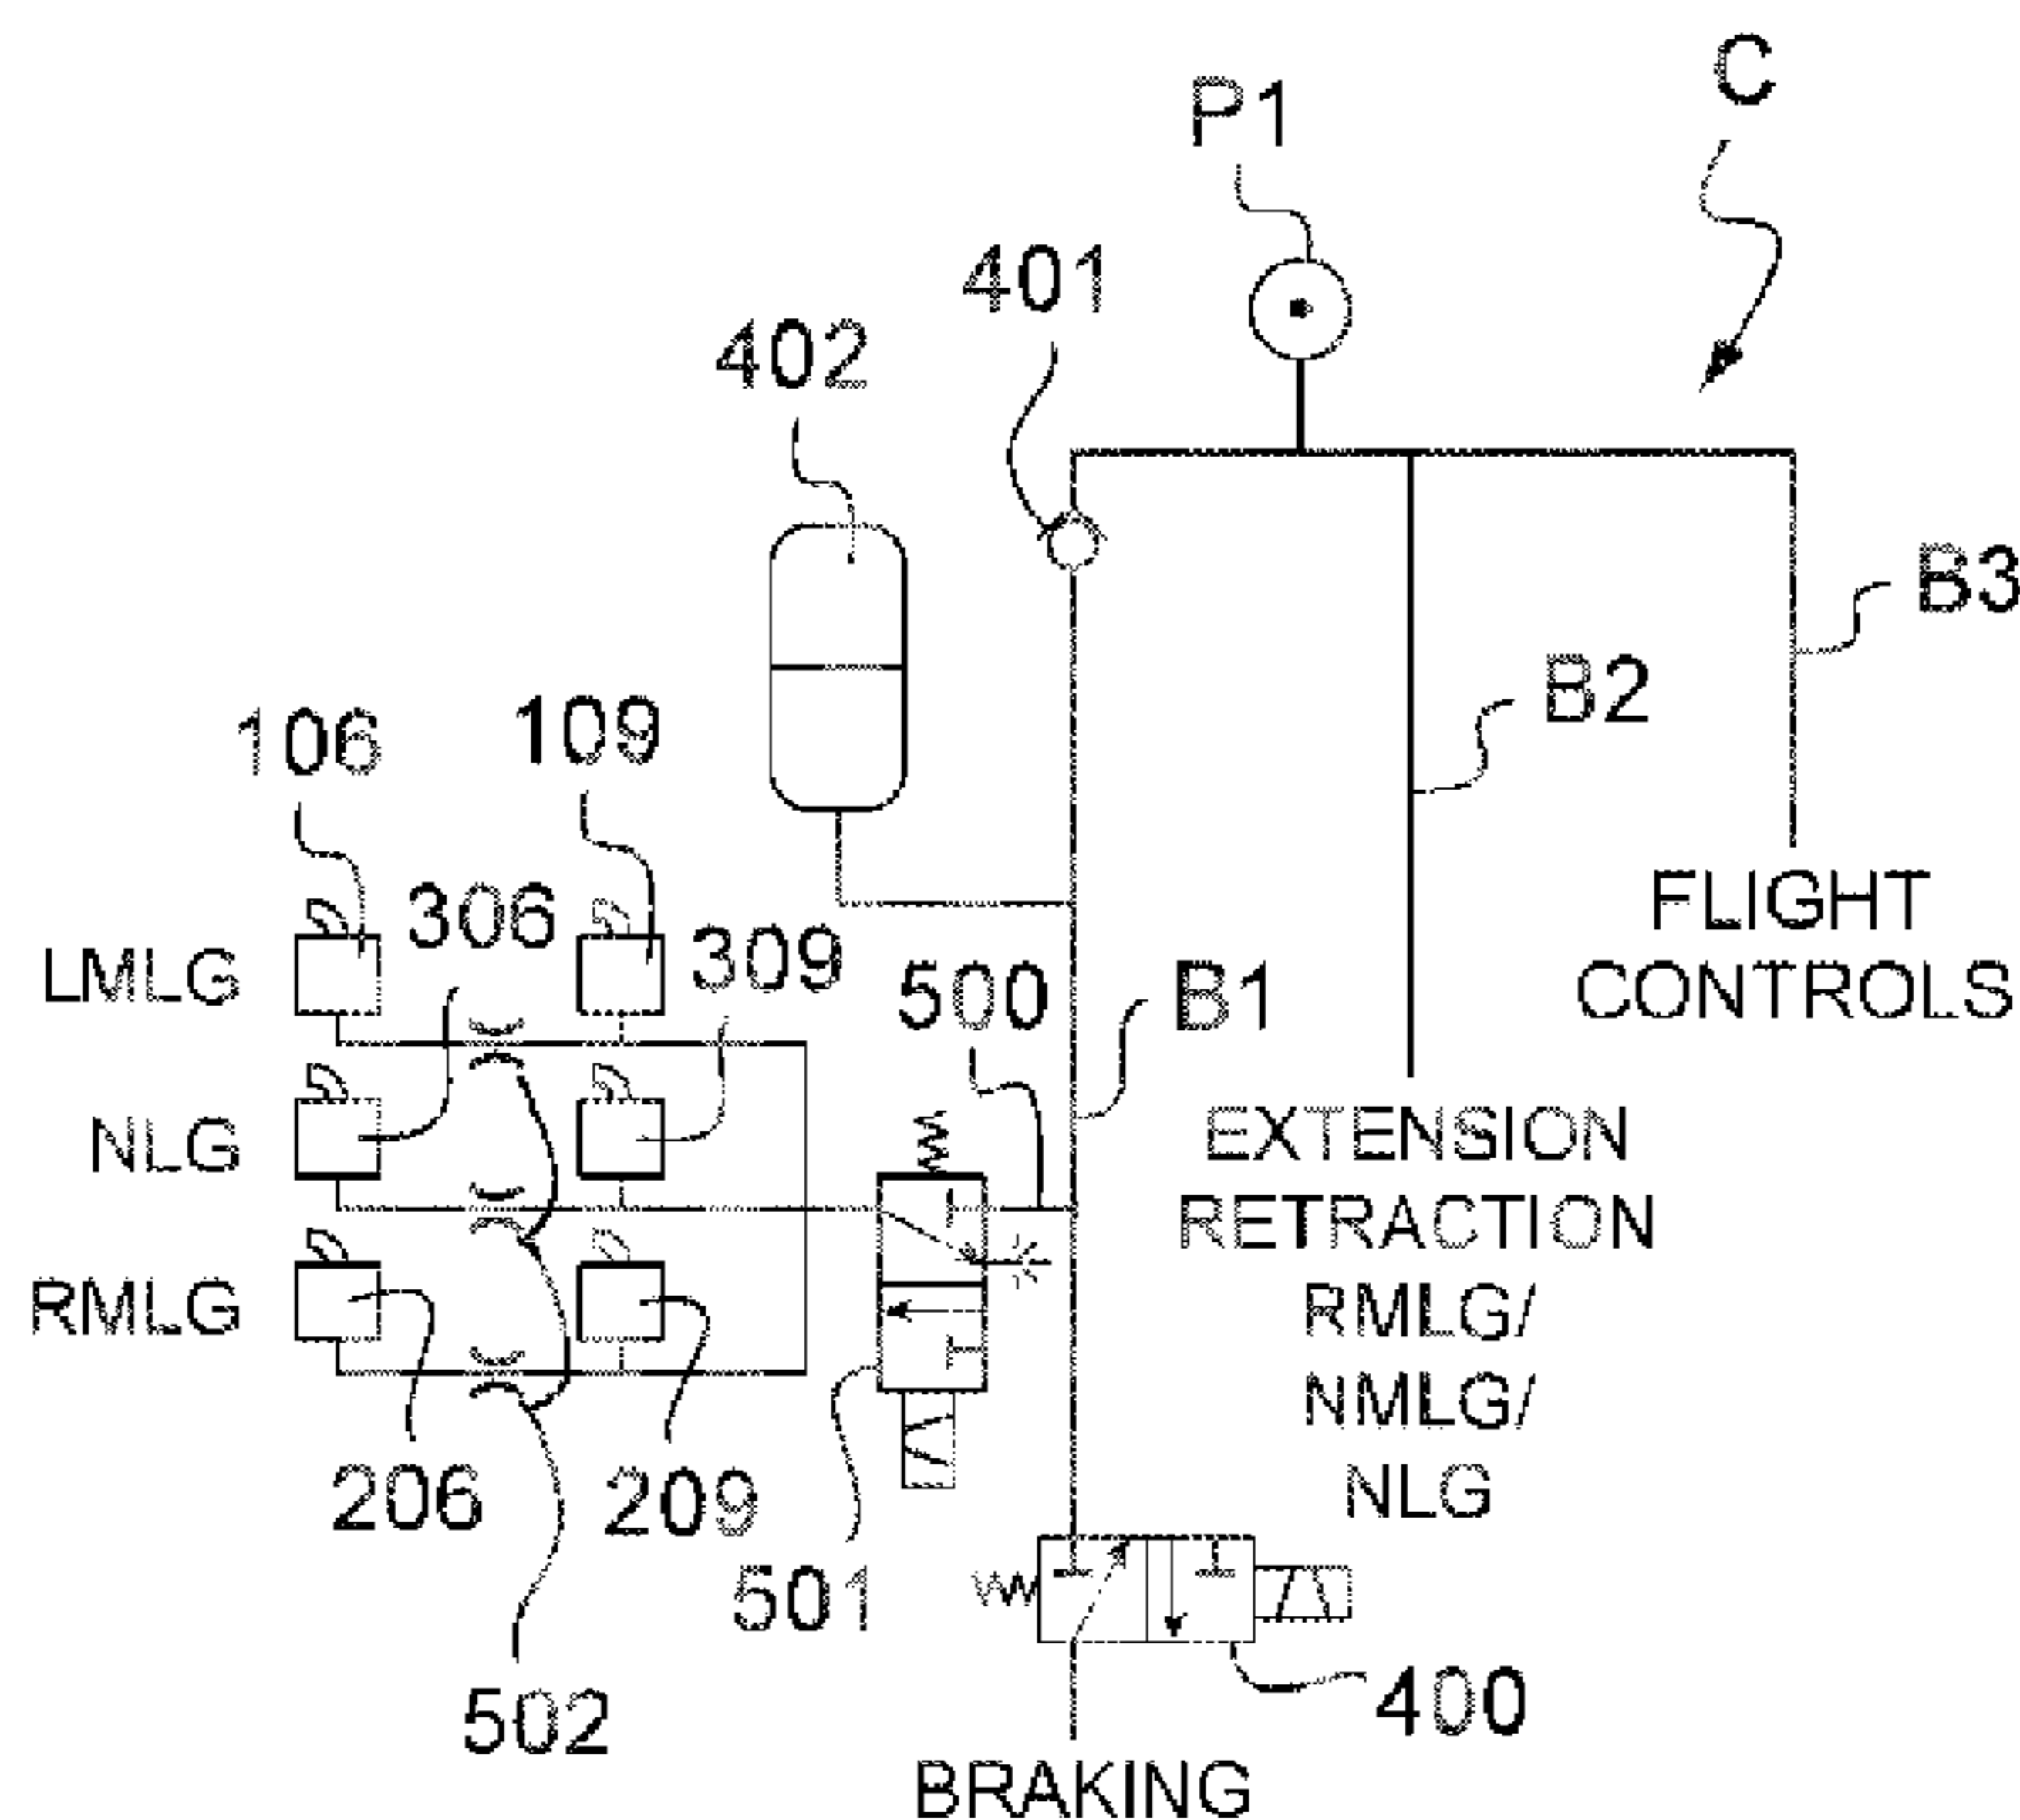 C
P1
401
402
B3
B2
106
109
FLIGHT
CONTROLS
306
309
LMLG
500
B1
NLG
EXTENSION
RETRACTION
RMLG/
NMLG/
NLG
RMLG
206
209
501
502
400
BRAKING